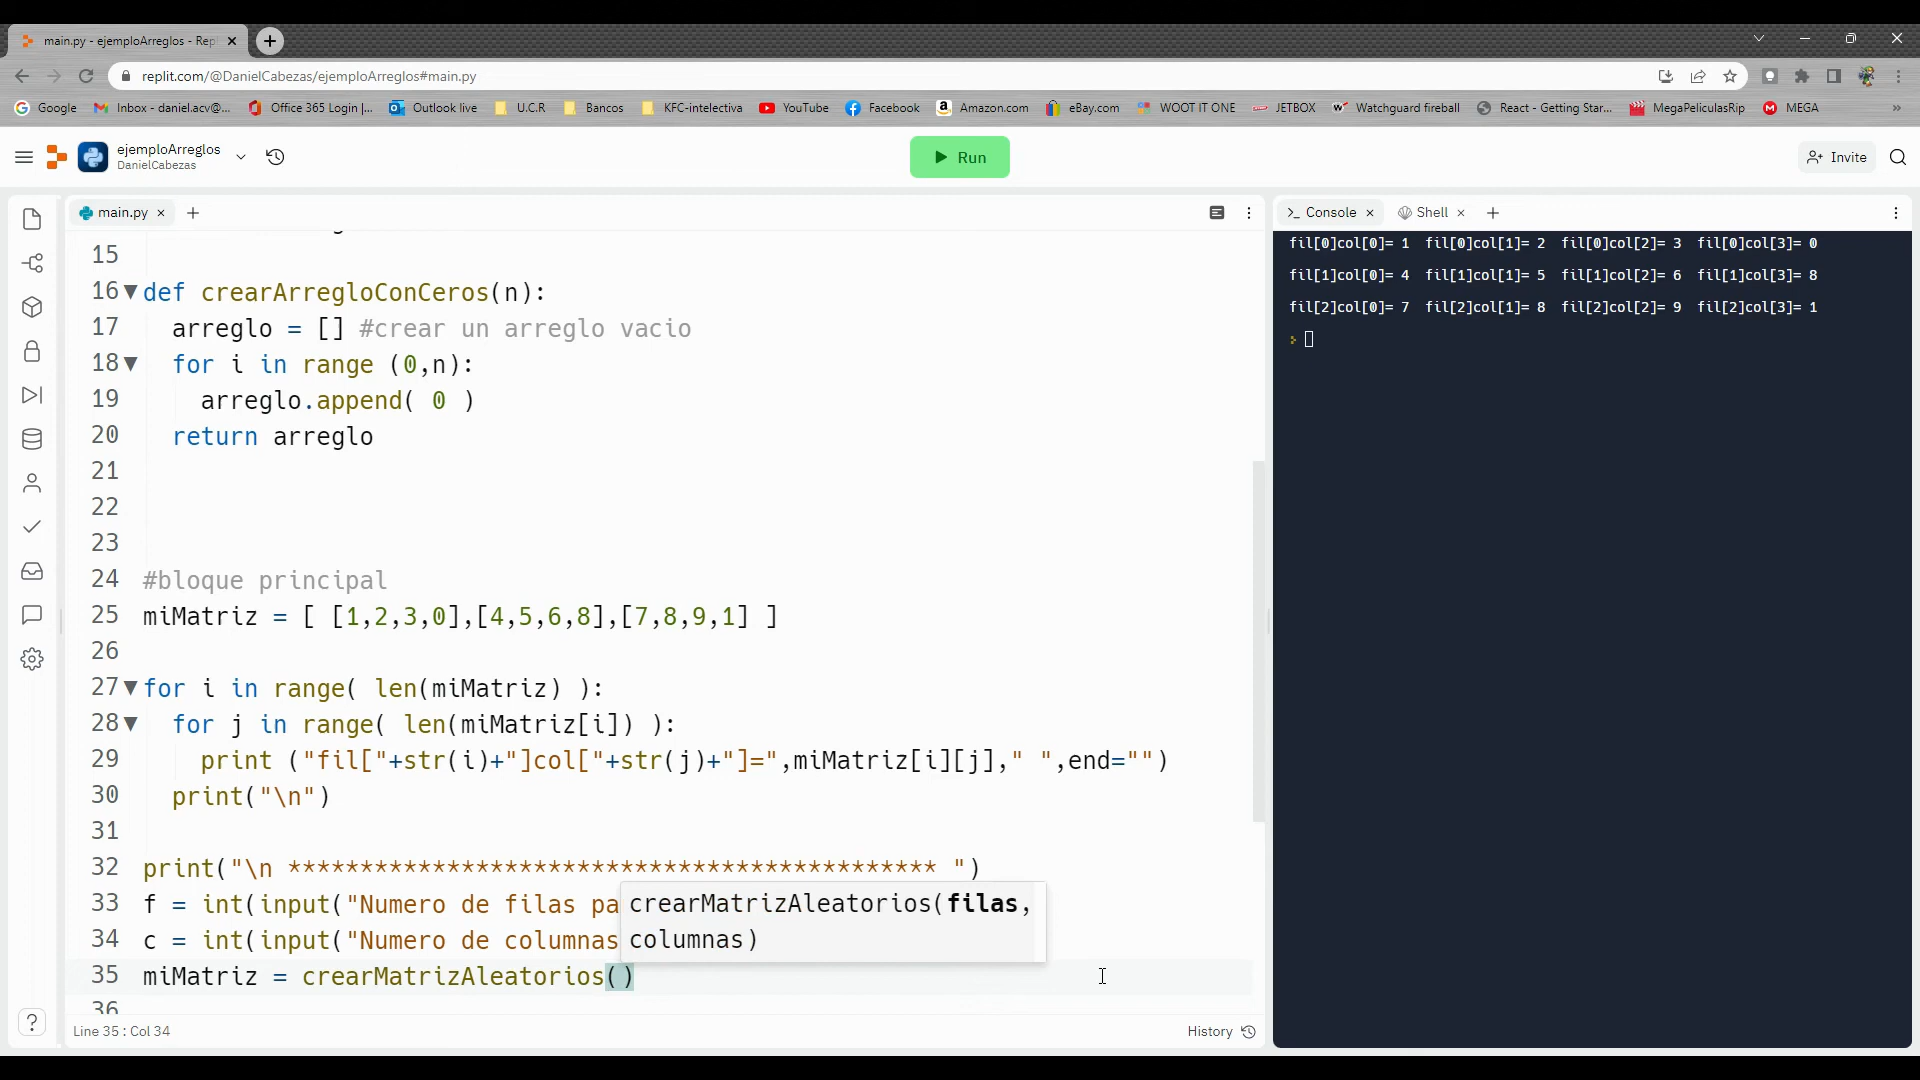 main.py - ejemploArreglos - Rep
replit.com/@DanielCabezas/ejemploArreglos#main.py
Google Inbox - daniel.acv@... Office 365 Login |... Outlook live U.C.R Bancos KFC-intelectiva YouTube Facebook Amazon.com eBay.com WOOT IT ONE JETBOX Watchguard fireball React - Getting Star... MegaPeliculasRip MEGA »
ejemploArreglos
DanielCabezas
Run
Invite
main.py
15
16 def crearArregloConCeros(n):
17 arreglo = [] #crear un arreglo vacio
18 for i in range (0,n):
19 arreglo.append( 0 )
20 return arreglo
21
22
23
24 #bloque principal
25 miMatriz = [ [1,2,3,0],[4,5,6,8],[7,8,9,1] ]
26
27 for i in range( len(miMatriz) ):
28 for j in range( len(miMatriz[i]) ):
29 print ("fil["+str(i)+"]col["+str(j)+"]=",miMatriz[i][j]," ",end="")
30 print("\n")
31
32 print("\n ********************************************* ")
33 f = int(input("Numero de filas pa
34 c = int(input("Numero de columnas
crearMatrizAleatorios(filas,
columnas)
35 miMatriz = crearMatrizAleatorios()
36
Line 35 : Col 34
History
?
Console
Shell
fil[0]col[0]= 1 fil[0]col[1]= 2 fil[0]col[2]= 3 fil[0]col[3]= 0
fil[1]col[0]= 4 fil[1]col[1]= 5 fil[1]col[2]= 6 fil[1]col[3]= 8
fil[2]col[0]= 7 fil[2]col[1]= 8 fil[2]col[2]= 9 fil[2]col[3]= 1